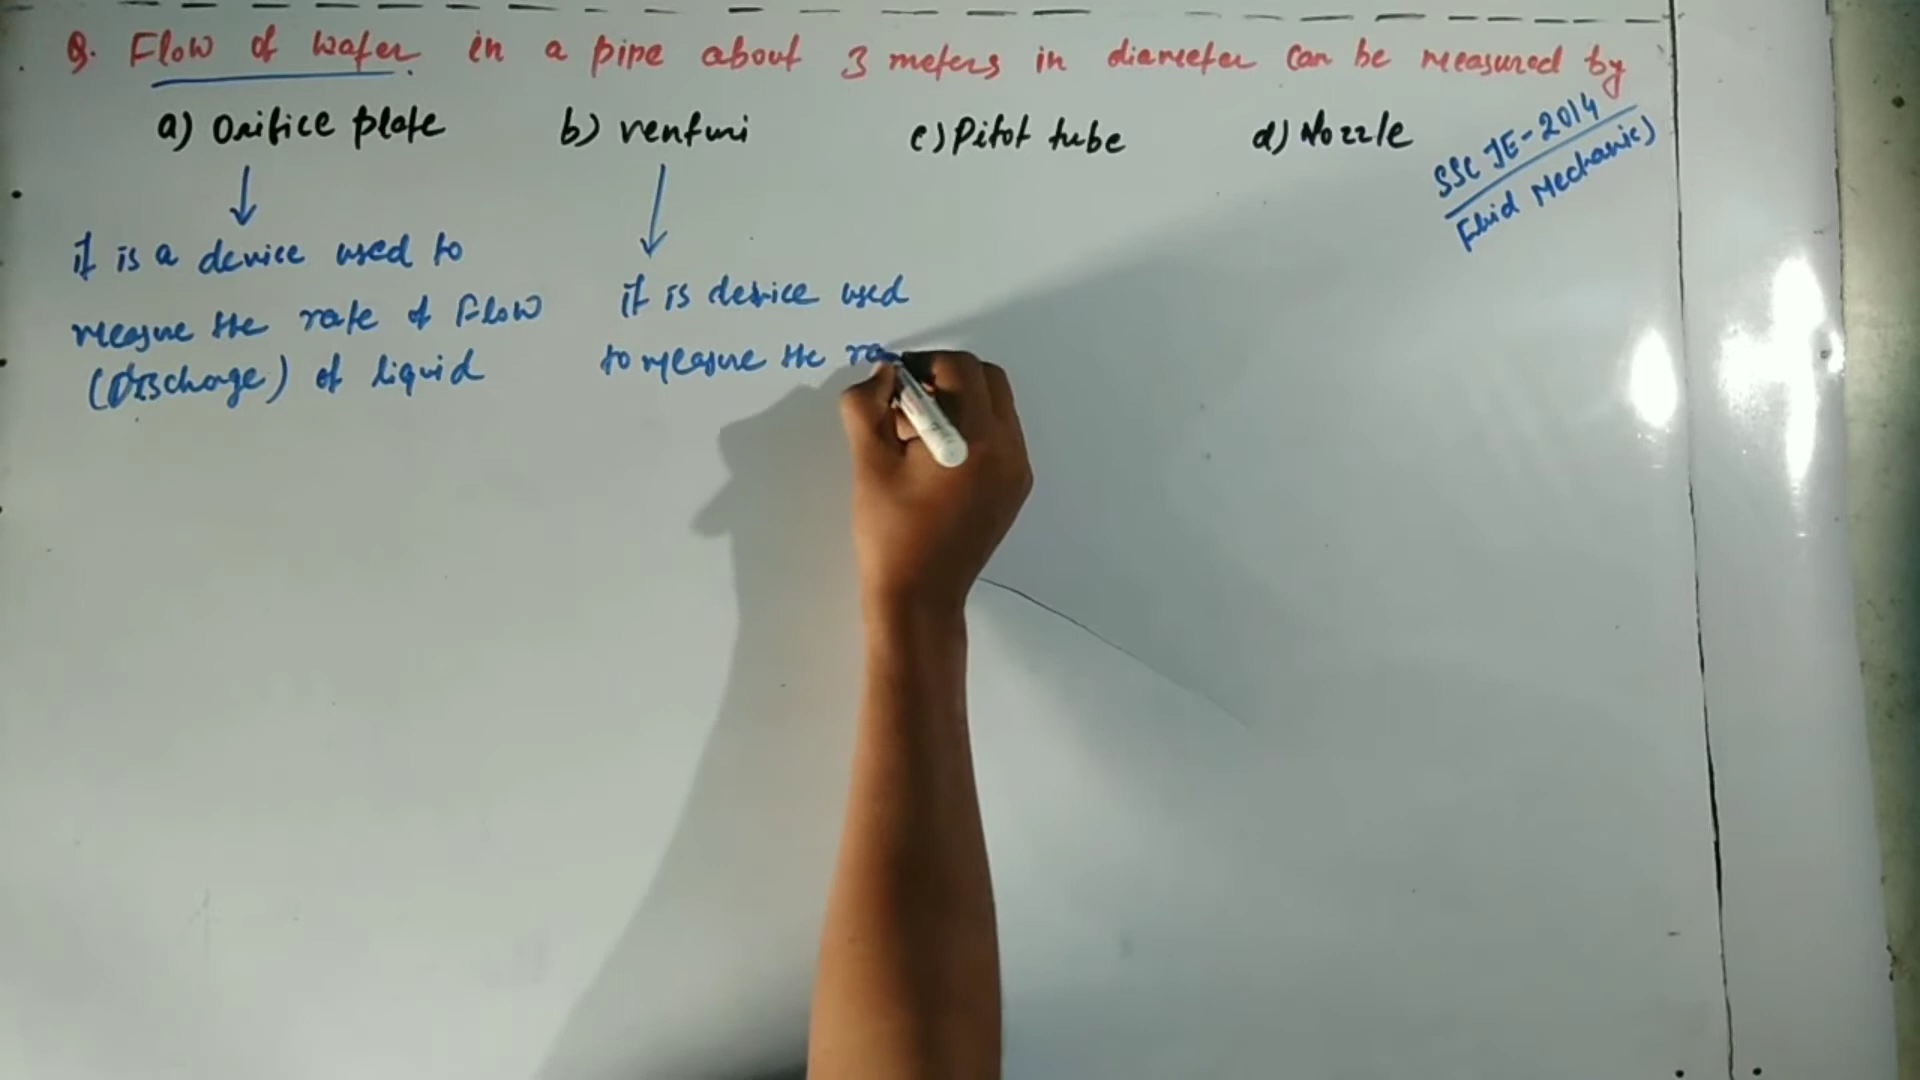 Q. Flow of water in a pipe about 3 meters in diameter can be measured by
a) Orifice plate b) venturi c) Pitot tube d) Nozzle
SSC JE-2014
Fluid Mechanic)
it is a device used to
measure the rate of Flow
(Discharge) of liquid
it is device used
to measure the ra